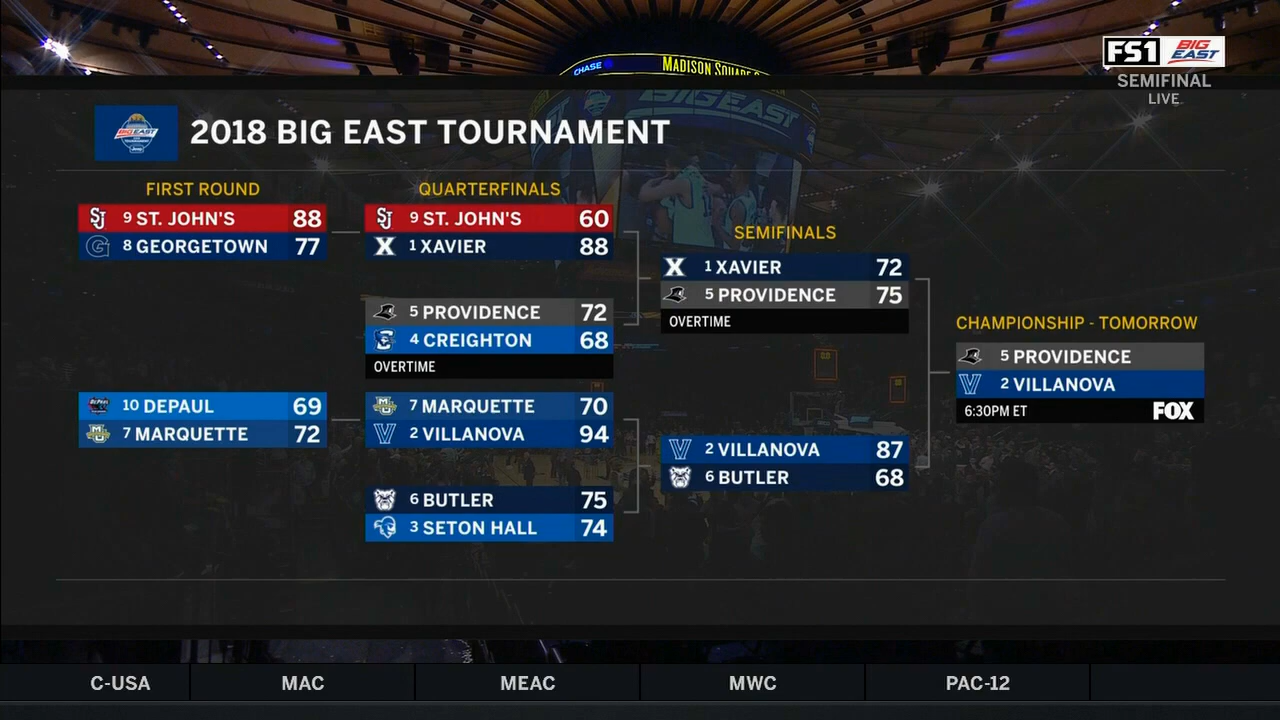 CHASE
MADISON SQUARE
BIG EAST
FS1 BIG EAST
SEMIFINAL
LIVE
BIG EAST
2018 BIG EAST TOURNAMENT
FIRST ROUND
9 ST. JOHN'S 88
8 GEORGETOWN 77
10 DEPAUL 69
7 MARQUETTE 72
QUARTERFINALS
9 ST. JOHN'S 60
1 XAVIER 88
5 PROVIDENCE 72
4 CREIGHTON 68
OVERTIME
7 MARQUETTE 70
2 VILLANOVA 94
6 BUTLER 75
3 SETON HALL 74
SEMIFINALS
1 XAVIER 72
5 PROVIDENCE 75
OVERTIME
2 VILLANOVA 87
6 BUTLER 68
CHAMPIONSHIP - TOMORROW
5 PROVIDENCE
2 VILLANOVA
6:30PM ET FOX
C-USA MAC MEAC MWC PAC-12